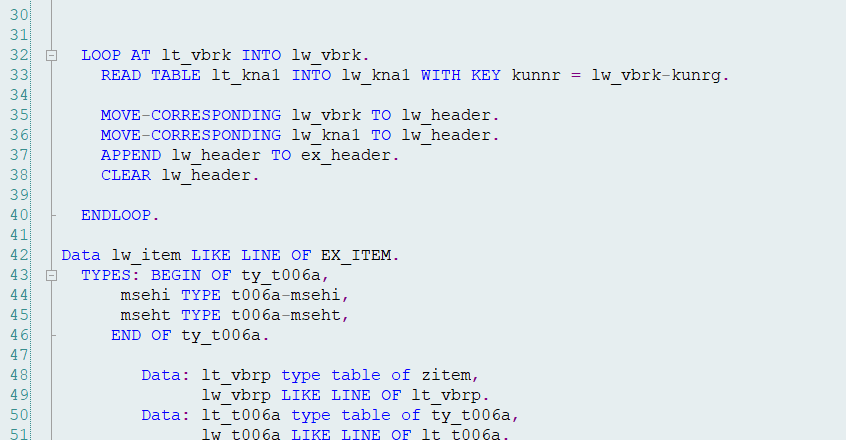 30
31
32 LOOP AT lt_vbrk INTO lw_vbrk.
33 READ TABLE lt_kna1 INTO lw_kna1 WITH KEY kunnr = lw_vbrk-kunrg.
34
35 MOVE-CORRESPONDING lw_vbrk TO lw_header.
36 MOVE-CORRESPONDING lw_kna1 TO lw_header.
37 APPEND lw_header TO ex_header.
38 CLEAR lw_header.
39
40 ENDLOOP.
41
42 Data lw_item LIKE LINE OF EX_ITEM.
43 TYPES: BEGIN OF ty_t006a,
44 msehi TYPE t006a-msehi,
45 mseht TYPE t006a-mseht,
46 END OF ty_t006a.
47
48 Data: lt_vbrp type table of zitem,
49 lw_vbrp LIKE LINE OF lt_vbrp.
50 Data: lt_t006a type table of ty_t006a,
51 lw_t006a LIKE LINE OF lt_t006a.